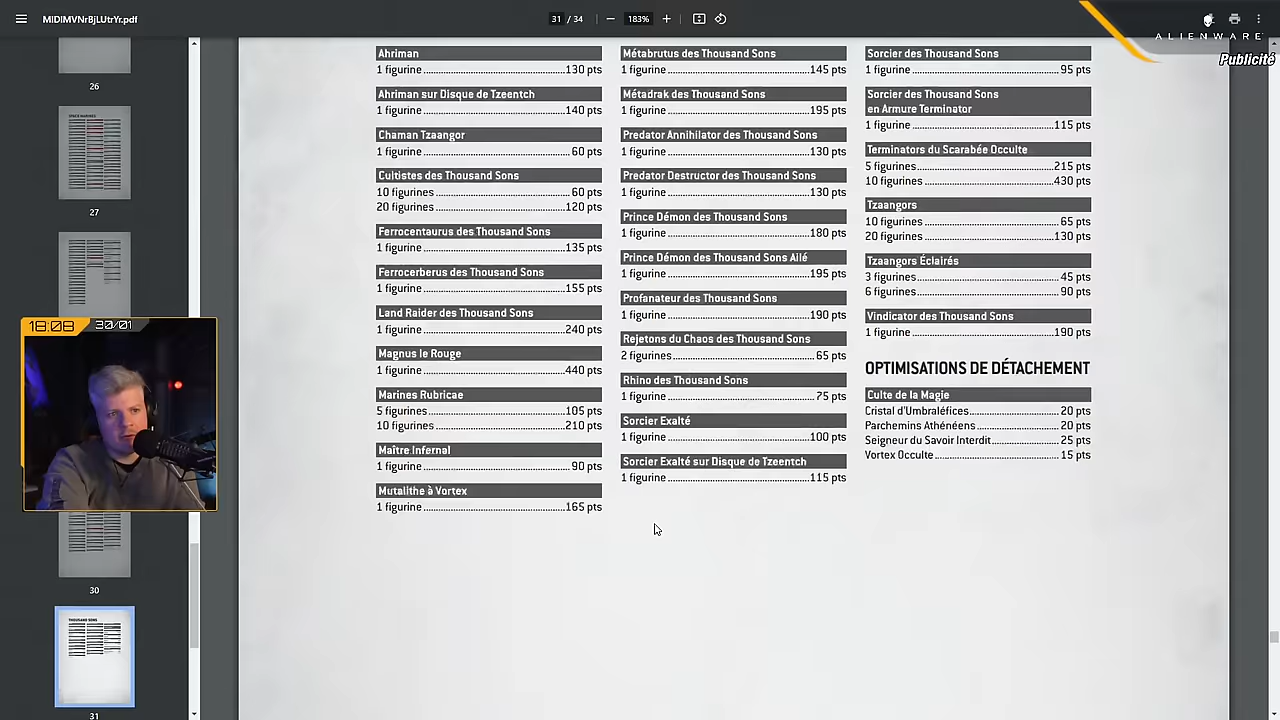 MIDIMVNrBjLUtrYr.pdf
31 / 34
183%
ALIENWARE
Publicité
26
27
30
31
18:08 30/01
Ahriman
1 figurine 130 pts
Ahriman sur Disque de Tzeentch
1 figurine 140 pts
Chaman Tzaangor
1 figurine 60 pts
Cultistes des Thousand Sons
10 figurines 60 pts
20 figurines 120 pts
Ferrocentaurus des Thousand Sons
1 figurine 135 pts
Ferrocerberus des Thousand Sons
1 figurine 155 pts
Land Raider des Thousand Sons
1 figurine 240 pts
Magnus le Rouge
1 figurine 440 pts
Marines Rubricae
5 figurines 105 pts
10 figurines 210 pts
Maître Infernal
1 figurine 90 pts
Mutalithe à Vortex
1 figurine 165 pts
Métabrutus des Thousand Sons
1 figurine 145 pts
Métadrak des Thousand Sons
1 figurine 195 pts
Predator Annihilator des Thousand Sons
1 figurine 130 pts
Predator Destructor des Thousand Sons
1 figurine 130 pts
Prince Démon des Thousand Sons
1 figurine 180 pts
Prince Démon des Thousand Sons Ailé
1 figurine 195 pts
Profanateur des Thousand Sons
1 figurine 190 pts
Rejetons du Chaos des Thousand Sons
2 figurines 65 pts
Rhino des Thousand Sons
1 figurine 75 pts
Sorcier Exalté
1 figurine 100 pts
Sorcier Exalté sur Disque de Tzeentch
1 figurine 115 pts
Sorcier des Thousand Sons
1 figurine 95 pts
Sorcier des Thousand Sons
en Armure Terminator
1 figurine 115 pts
Terminators du Scarabée Occulte
5 figurines 215 pts
10 figurines 430 pts
Tzaangors
10 figurines 65 pts
20 figurines 130 pts
Tzaangors Éclairés
3 figurines 45 pts
6 figurines 90 pts
Vindicator des Thousand Sons
1 figurine 190 pts
OPTIMISATIONS DE DÉTACHEMENT
Culte de la Magie
Cristal d'Umbraléfices 20 pts
Parchemins Athénéens 20 pts
Seigneur du Savoir Interdit 25 pts
Vortex Occulte 15 pts